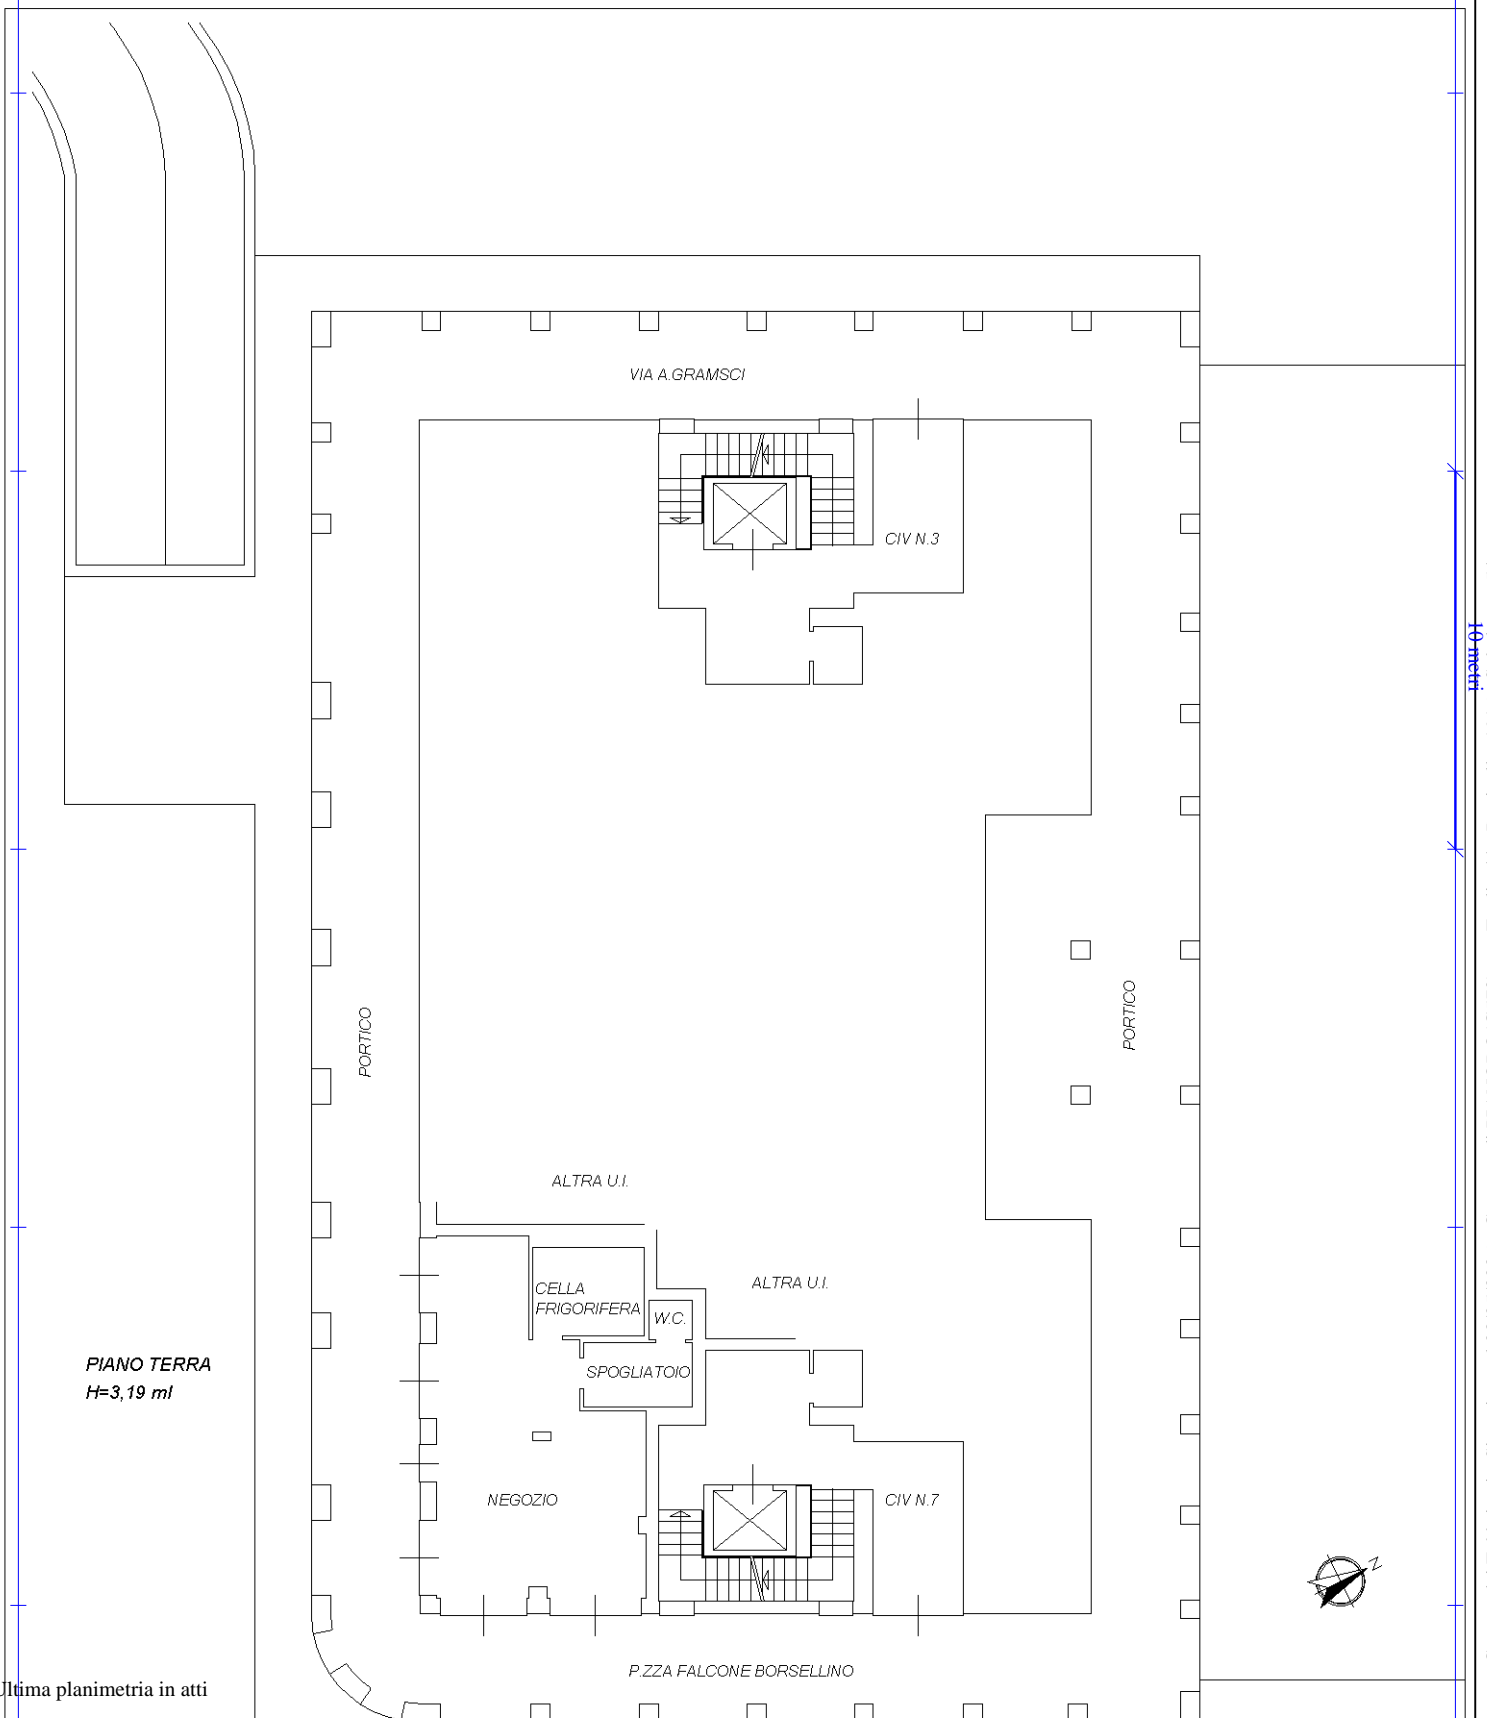 VIA A.GRAMSCI
CIV N.3
10 metri
PORTICO
PORTICO
ALTRA U.I.
ALTRA U.I.
CELLA
FRIGORIFERA
W.C.
SPOGLIATOIO
PIANO TERRA
H=3,19 ml
NEGOZIO
CIV N.7
N
P.ZZA FALCONE BORSELLINO
Ultima planimetria in atti